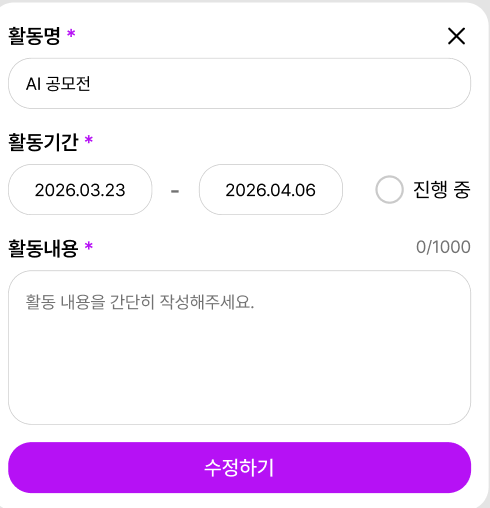 활동명 *
AI 공모전
활동기간 *
2026.03.23 - 2026.04.06 진행 중
활동내용 * 0/1000
활동 내용을 간단히 작성해주세요.
수정하기